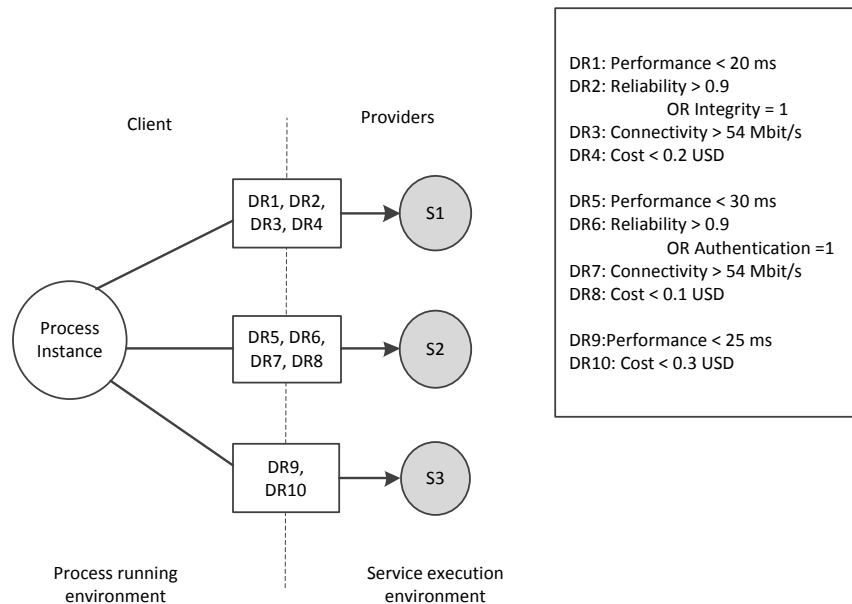 Client
Providers
DR1, DR2,
DR3, DR4
S1
Process
Instance
DR5, DR6,
DR7, DR8
S2
DR9,
DR10
S3
Process running
environment
Service execution
environment
DR1: Performance < 20 ms
DR2: Reliability > 0.9
OR Integrity = 1
DR3: Connectivity > 54 Mbit/s
DR4: Cost < 0.2 USD
DR5: Performance < 30 ms
DR6: Reliability > 0.9
OR Authentication =1
DR7: Connectivity > 54 Mbit/s
DR8: Cost < 0.1 USD
DR9:Performance < 25 ms
DR10: Cost < 0.3 USD